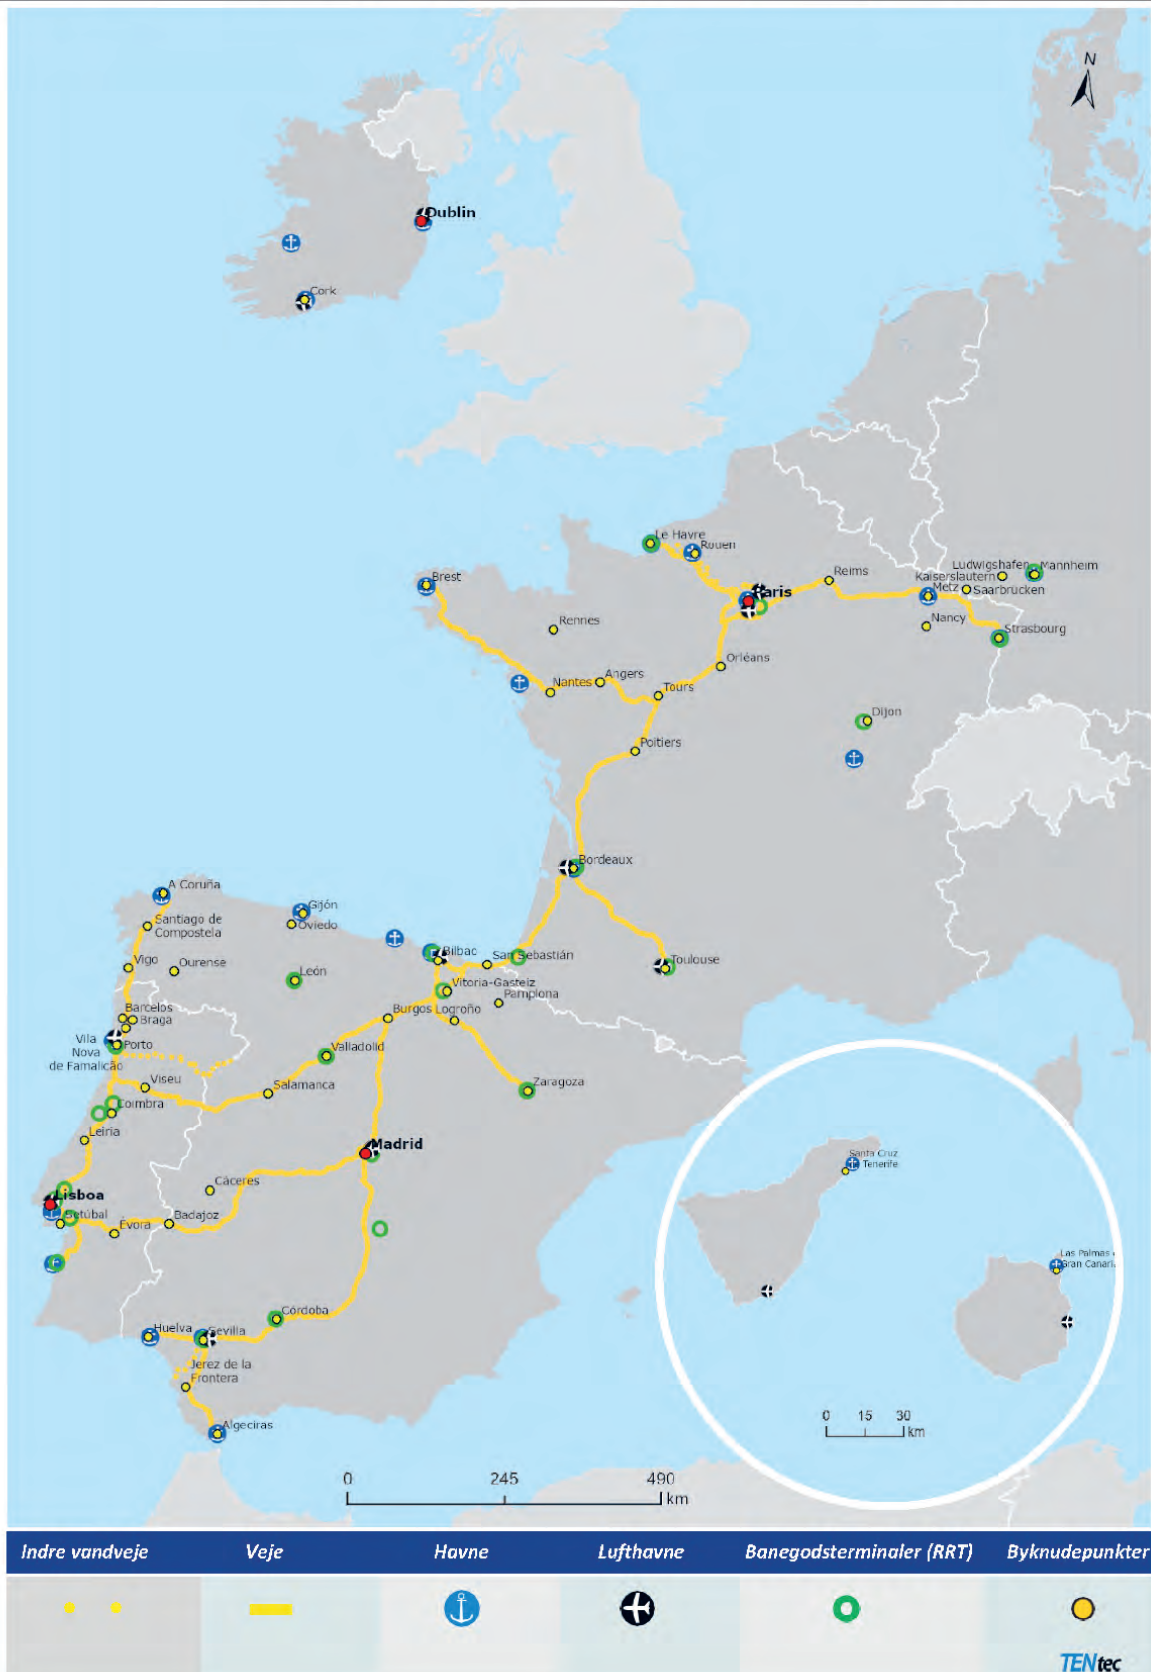 N
Dublin
Cork
Le Havre
Rouen
Brest
Paris
Reims
Ludwigshafen
Mannheim
Kaiserslautern
Metz
Saarbrücken
Rennes
Nancy
Strasbourg
Orléans
Angers
Nantes
Tours
Dijon
Poitiers
Bordeaux
A Coruña
Gijón
Santiago de
Compostela
Oviedo
Bilbao
San Sebastián
Toulouse
Vigo
Ourense
León
Vitoria-Gasteiz
Pamplona
Barcelos
Braga
Burgos
Logroño
Vila
Nova
de Famalicão
Porto
Valladolid
Viseu
Salamanca
Zaragoza
Coimbra
Leiria
Madrid
Santa Cruz
Tenerife
Cáceres
Lisboa
Setúbal
Évora
Badajoz
Las Palmas
Gran Canari
Córdoba
Huelva
Sevilla
Jerez de la
Frontera
Algeciras
0 15 30
km
0 245 490
km
Indre vandveje Veje Havne Lufthavne Banegodsterminaler (RRT) Byknudepunkter
TENtec